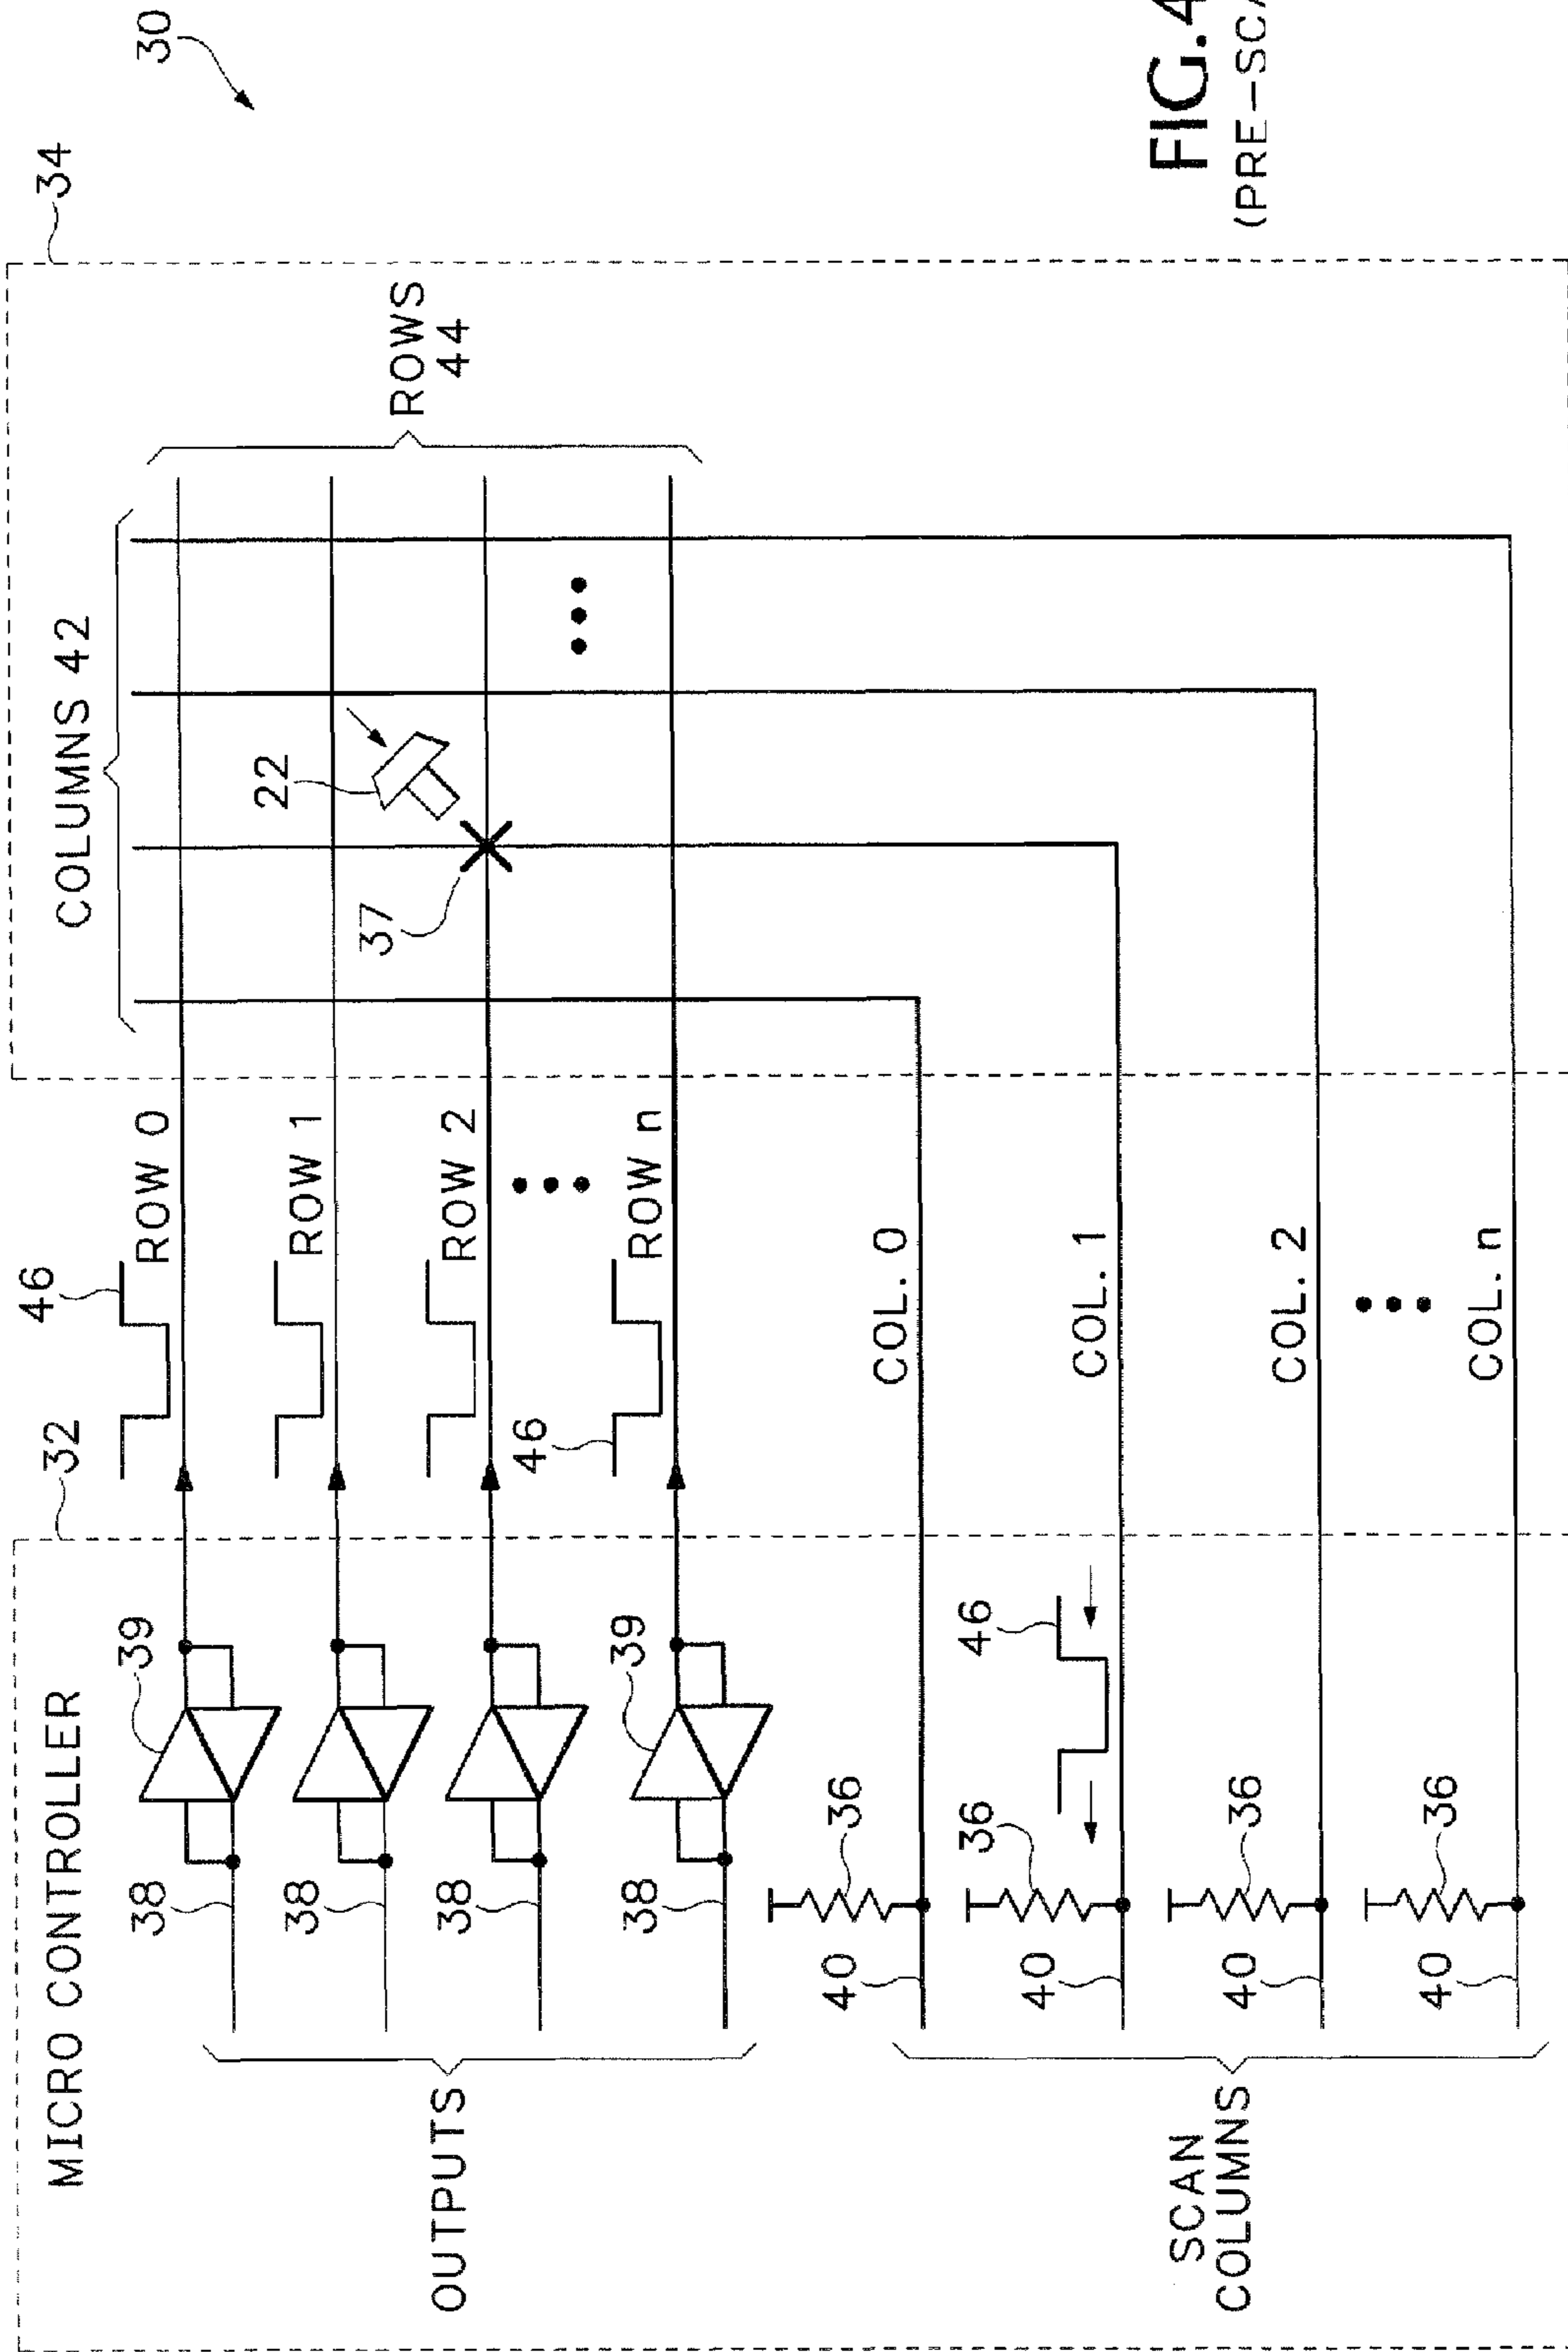 30
34
COLUMNS 42
ROWS
44
22
37
46
ROW 0
ROW 1
ROW 2
46
ROW n
COL. 0
COL. 1
COL. 2
COL. n
32
MICRO CONTROLLER
39
39
38
38
38
38
36
36
36
36
46
40
40
40
40
OUTPUTS
SCAN
COLUMNS
FIG.4